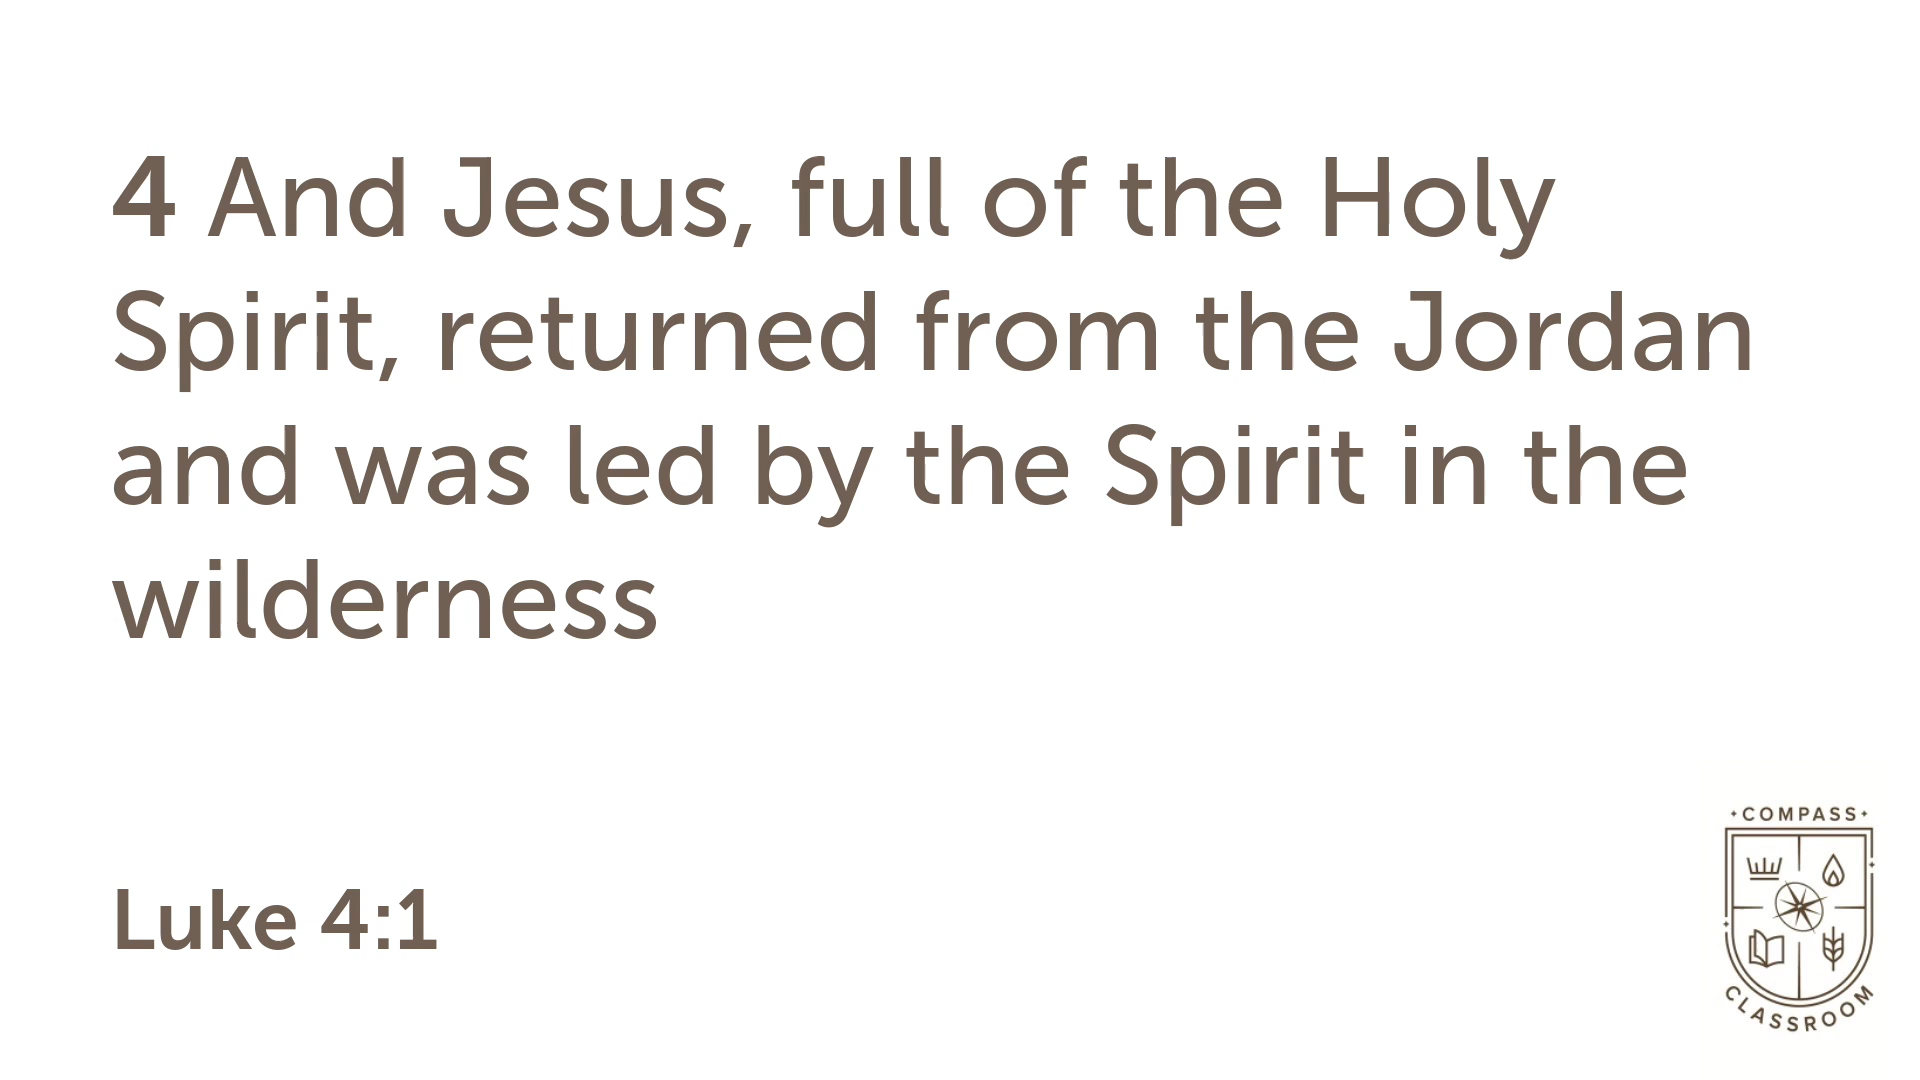 4 And Jesus, full of the Holy
Spirit, returned from the Jordan
and was led by the Spirit in the
wilderness
Luke 4:1
COMPASS
CLASSROOM